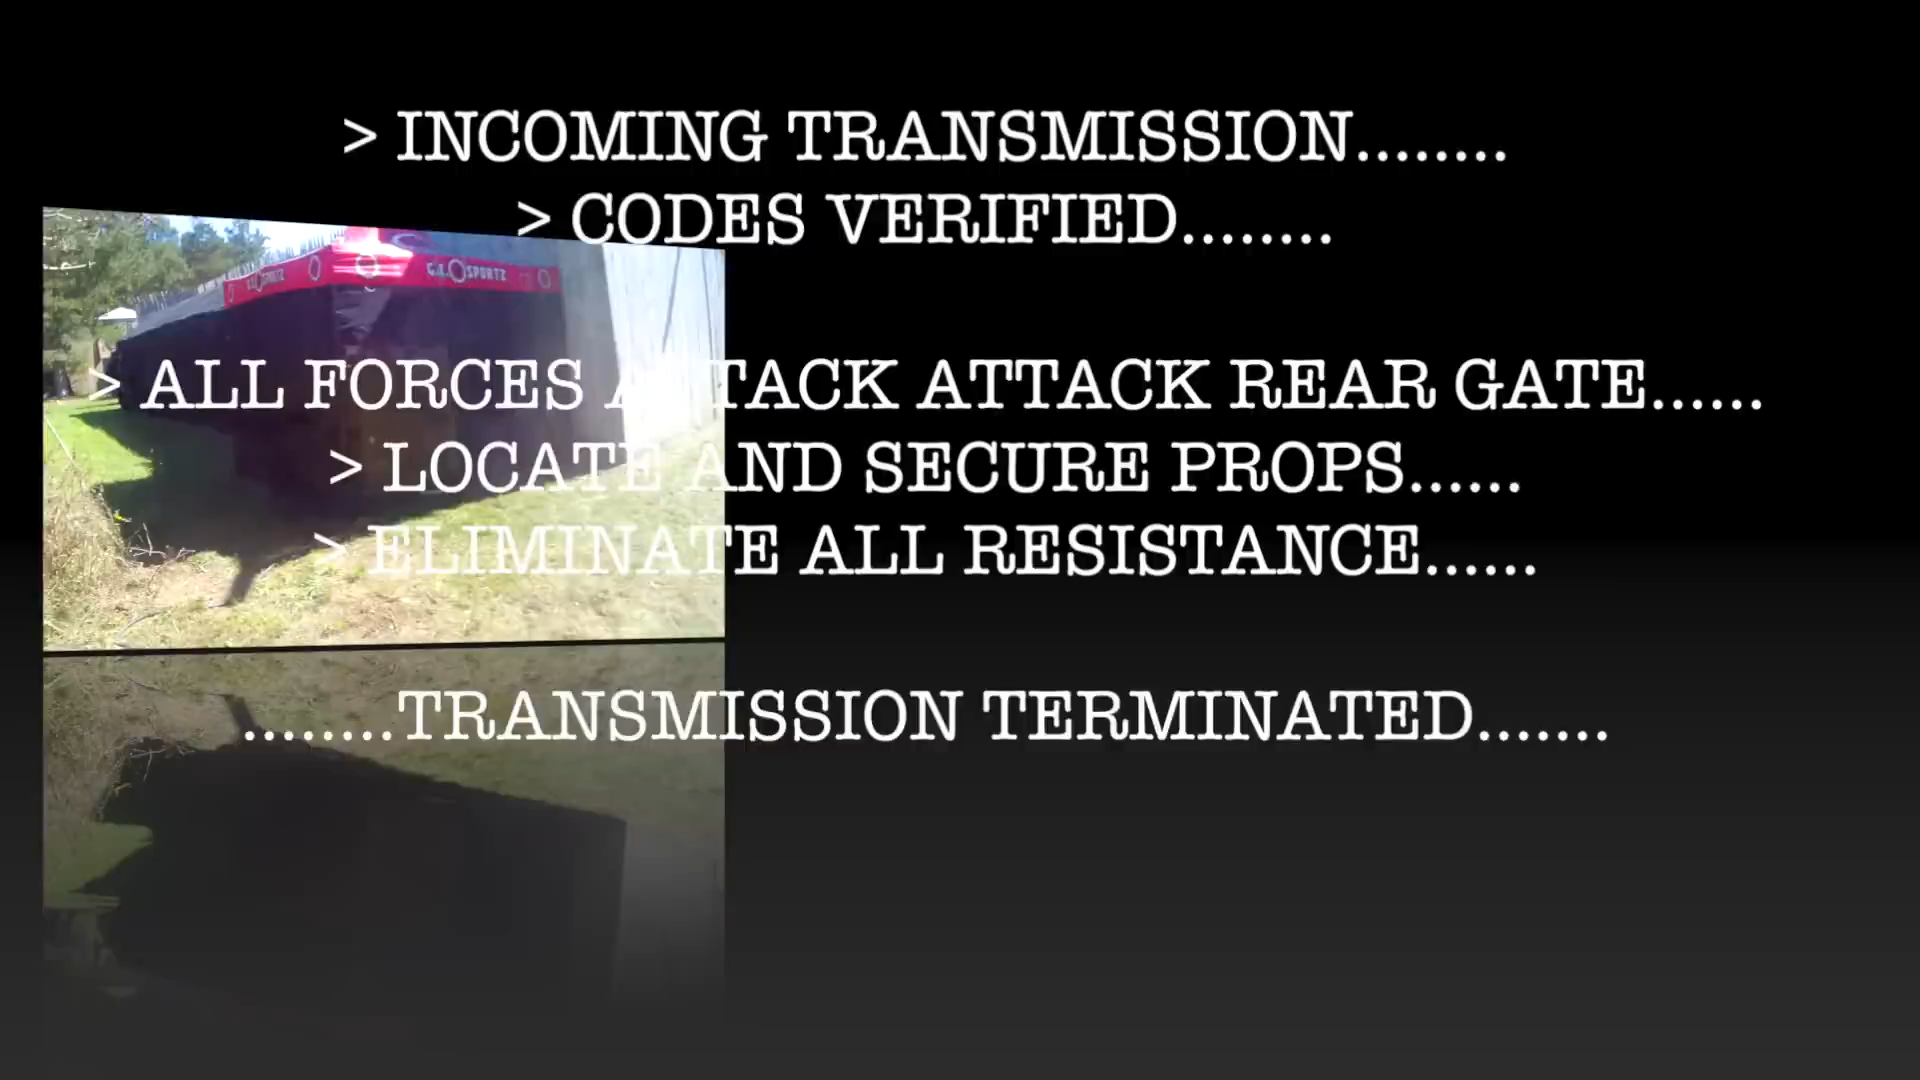 > INCOMING TRANSMISSION........
> CODES VERIFIED........
G.I. SPORTZ
> ALL FORCES ATTACK ATTACK REAR GATE......
> LOCATE AND SECURE PROPS......
> ELIMINATE ALL RESISTANCE......
........TRANSMISSION TERMINATED.......